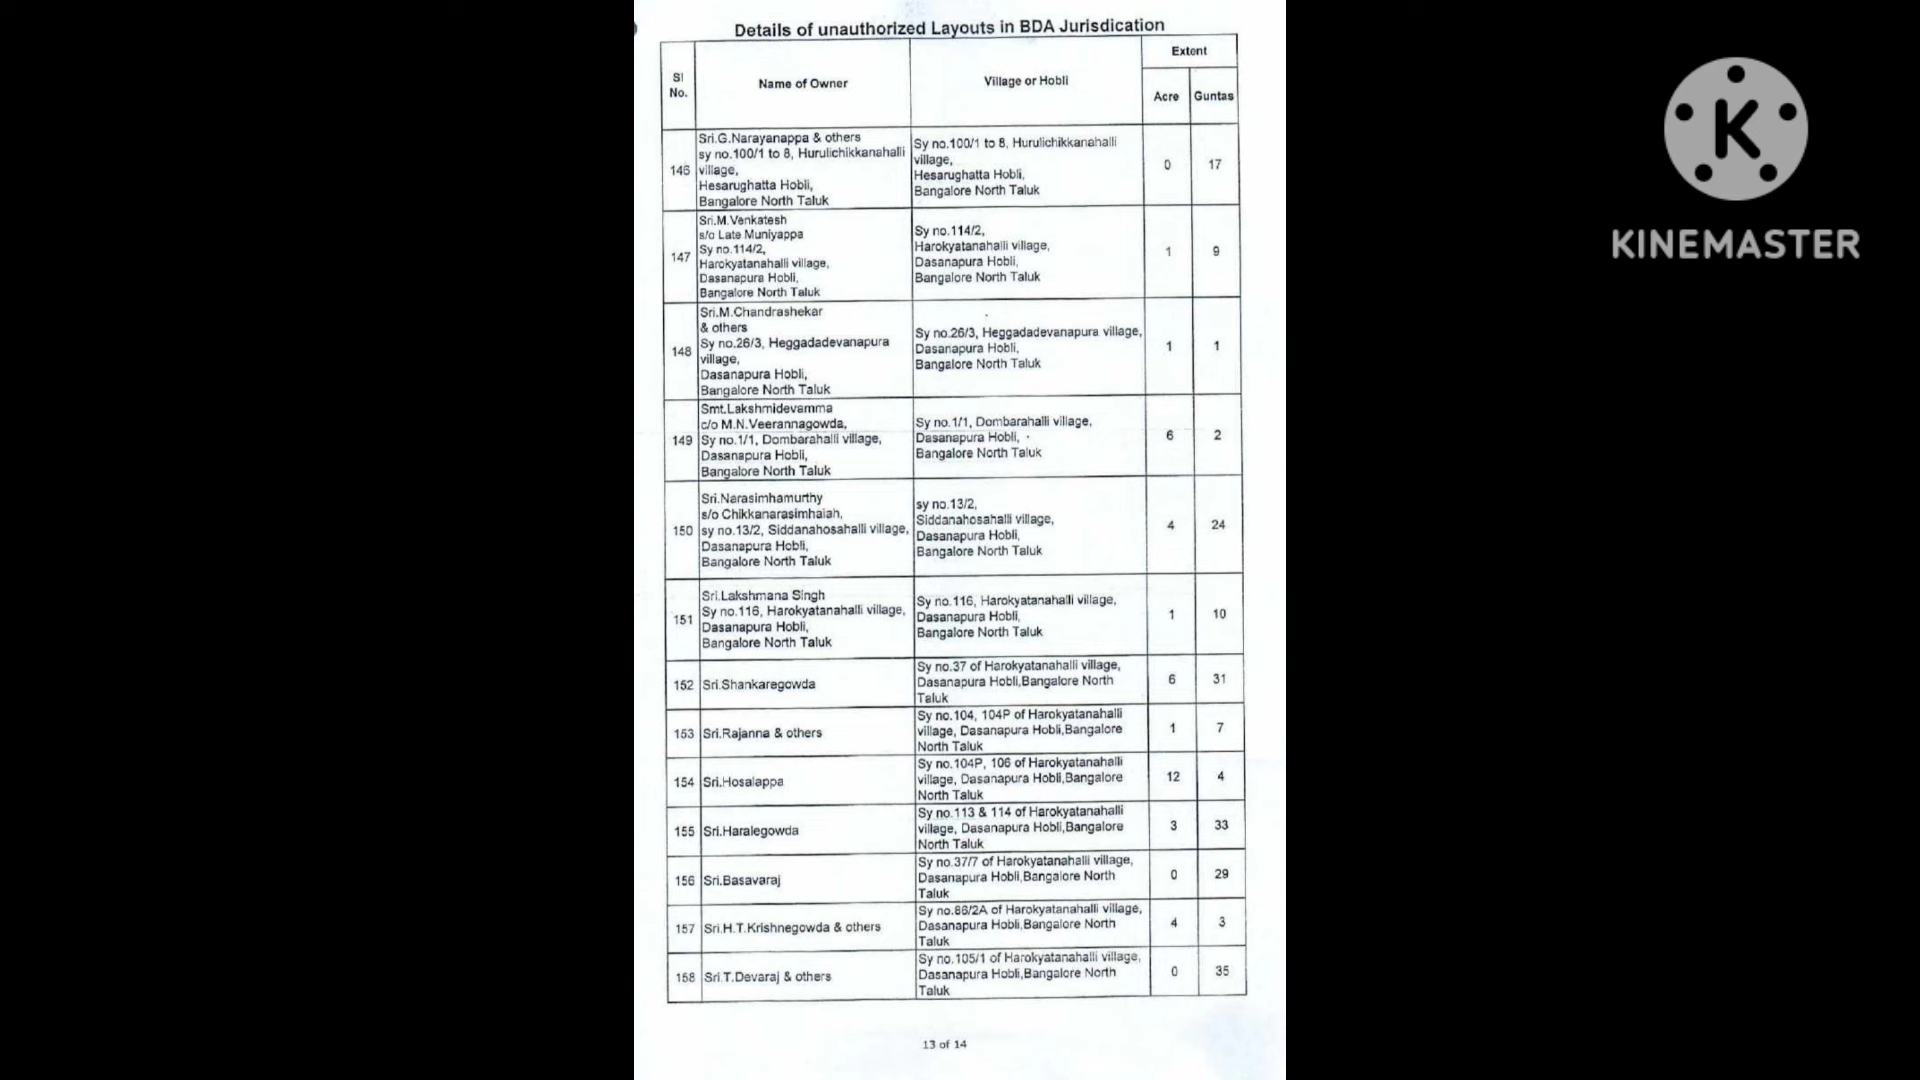 Details of unauthorized Layouts in BDA Jurisdication
Sl
No.
Name of Owner
Village or Hobli
Extent
Acre
Guntas
146
Sri.G.Narayanappa & others
sy no.100/1 to 8, Hurulichikkanahalli
village,
Hesarughatta Hobli,
Bangalore North Taluk
Sy no.100/1 to 8, Hurulichikkanahalli
village,
Hesarughatta Hobli,
Bangalore North Taluk
0
17
147
Sri.M.Venkatesh
s/o Late Muniyappa
Sy no.114/2,
Harokyatanahalli village,
Dasanapura Hobli,
Bangalore North Taluk
Sy no.114/2,
Harokyatanahalli village,
Dasanapura Hobli,
Bangalore North Taluk
1
9
148
Sri.M.Chandrashekar
& others
Sy no.26/3, Heggadadevanapura
village,
Dasanapura Hobli,
Bangalore North Taluk
Sy no.26/3, Heggadadevanapura village,
Dasanapura Hobli,
Bangalore North Taluk
1
1
149
Smt.Lakshmidevamma
c/o M.N.Veerannagowda,
Sy no.1/1, Dombarahalli village,
Dasanapura Hobli,
Bangalore North Taluk
Sy no.1/1, Dombarahalli village,
Dasanapura Hobli,
Bangalore North Taluk
6
2
150
Sri.Narasimhamurthy
s/o Chikkanarasimhaiah,
sy no.13/2, Siddanahosahalli village,
Dasanapura Hobli,
Bangalore North Taluk
sy no.13/2,
Siddanahosahalli village,
Dasanapura Hobli,
Bangalore North Taluk
4
24
151
Sri.Lakshmana Singh
Sy no.116, Harokyatanahalli village,
Dasanapura Hobli,
Bangalore North Taluk
Sy no.116, Harokyatanahalli village,
Dasanapura Hobli,
Bangalore North Taluk
1
10
152
Sri.Shankaregowda
Sy no.37 of Harokyatanahalli village,
Dasanapura Hobli,Bangalore North
Taluk
6
31
153
Sri.Rajanna & others
Sy no.104, 104P of Harokyatanahalli
village, Dasanapura Hobli,Bangalore
North Taluk
1
7
154
Sri.Hosalappa
Sy no.104P, 106 of Harokyatanahalli
village, Dasanapura Hobli,Bangalore
North Taluk
12
4
155
Sri.Haralegowda
Sy no.113 & 114 of Harokyatanahalli
village, Dasanapura Hobli,Bangalore
North Taluk
3
33
156
Sri.Basavaraj
Sy no.37/7 of Harokyatanahalli village,
Dasanapura Hobli,Bangalore North
Taluk
0
29
157
Sri.H.T.Krishnegowda & others
Sy no.86/2A of Harokyatanahalli village,
Dasanapura Hobli,Bangalore North
Taluk
4
3
158
Sri.T.Devaraj & others
Sy no.105/1 of Harokyatanahalli village,
Dasanapura Hobli,Bangalore North
Taluk
0
35
13 of 14
K
KINEMASTER